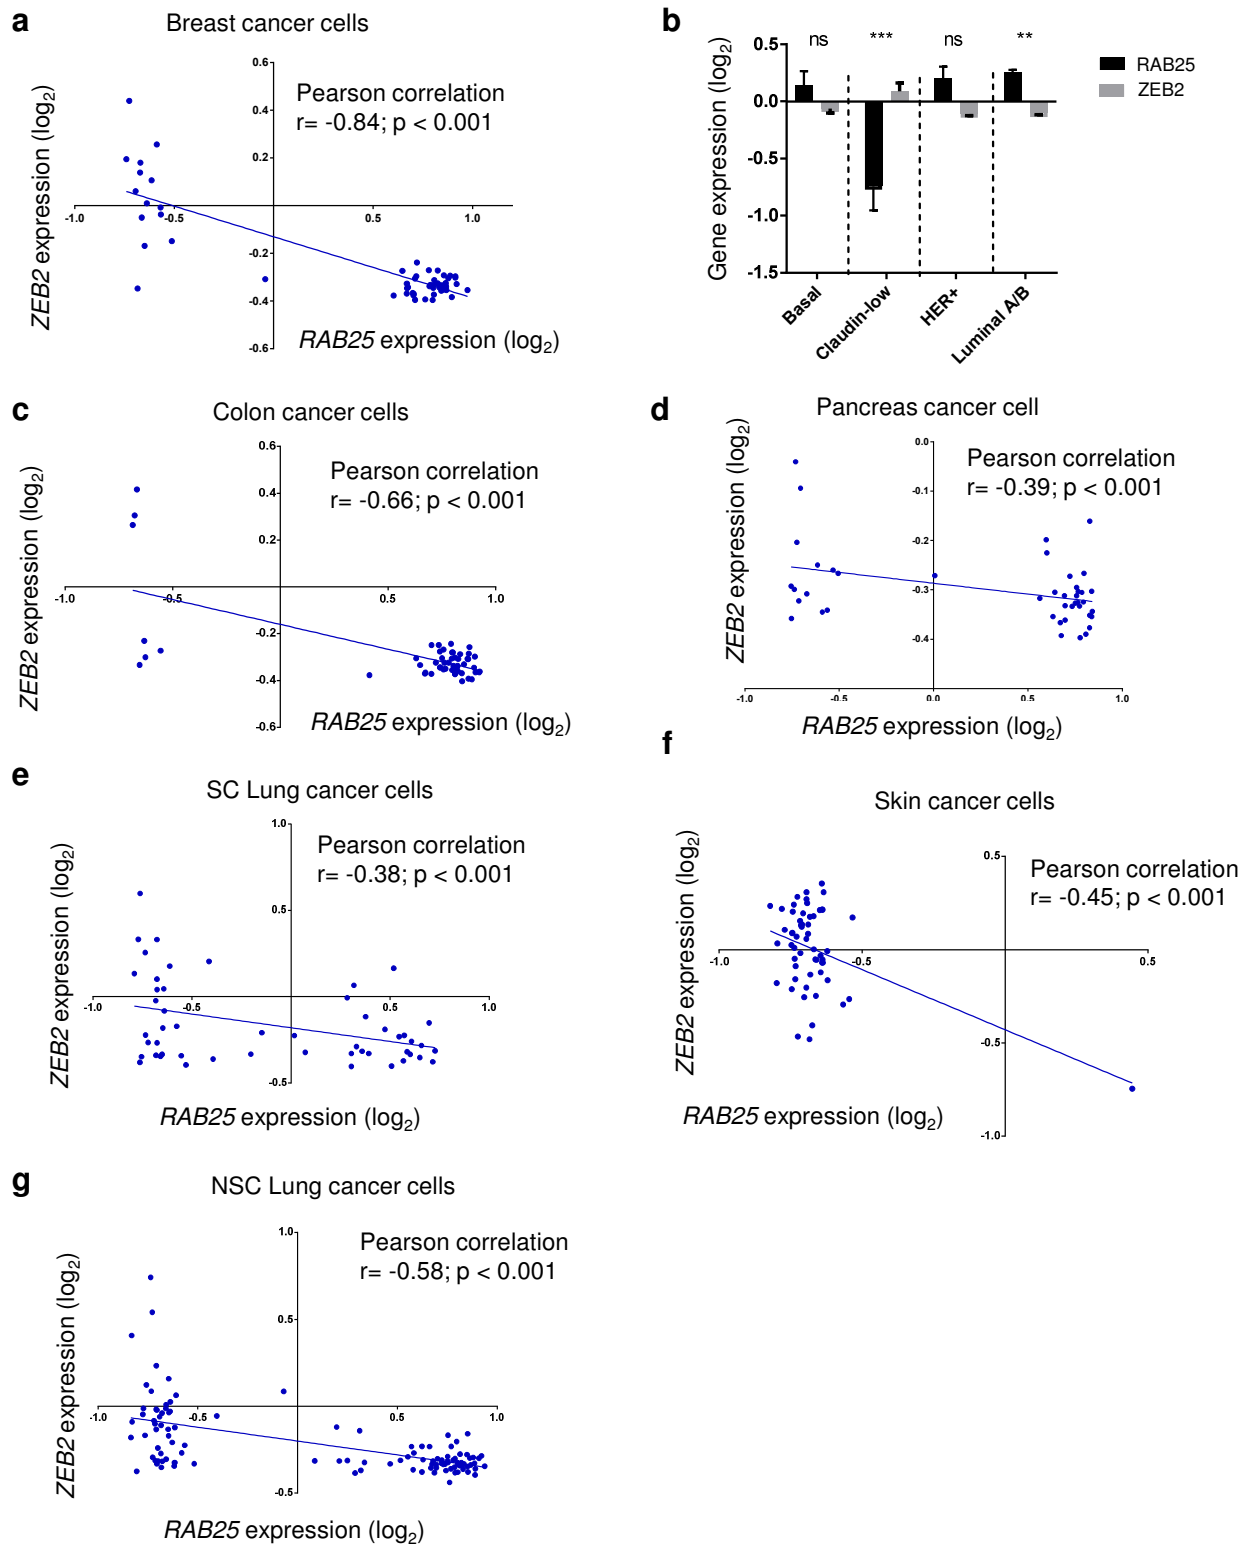 a
Breast cancer cells
0.6
0.4
0.2
-0.2
-0.4
-0.6
-1.0
-0.5
0.5
1.0
Pearson correlation
r= -0.84; p < 0.001
ZEB2 expression (log2)
RAB25 expression (log2)
b
0.5
0.0
-0.5
-1.0
-1.5
Gene expression (log2)
ns
***
ns
**
RAB25
ZEB2
Basal
Claudin-low
HER+
Luminal A/B
c
Colon cancer cells
0.6
0.4
0.2
-0.2
-0.4
-0.6
-1.0
-0.5
0.5
1.0
Pearson correlation
r= -0.66; p < 0.001
ZEB2 expression (log2)
RAB25 expression (log2)
d
Pancreas cancer cell
0.0
-0.1
-0.2
-0.3
-0.4
-1.0
-0.5
0.0
0.5
1.0
Pearson correlation
r= -0.39; p < 0.001
ZEB2 expression (log2)
RAB25 expression (log2)
e
SC Lung cancer cells
1.0
0.5
-0.5
-1.0
-0.5
0.5
1.0
Pearson correlation
r= -0.38; p < 0.001
ZEB2 expression (log2)
RAB25 expression (log2)
f
Skin cancer cells
0.5
-0.5
-1.0
-1.0
-0.5
0.5
Pearson correlation
r= -0.45; p < 0.001
ZEB2 expression (log2)
RAB25 expression (log2)
g
NSC Lung cancer cells
1.0
0.5
-0.5
-1.0
-0.5
0.5
1.0
Pearson correlation
r= -0.58; p < 0.001
ZEB2 expression (log2)
RAB25 expression (log2)